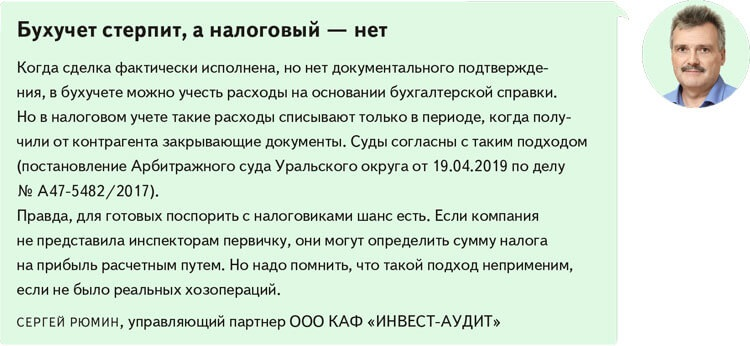 Бухучет стерпит, а налоговый — нет
Когда сделка фактически исполнена, но нет документального подтвержде-
ния, в бухучете можно учесть расходы на основании бухгалтерской справки.
Но в налоговом учете такие расходы списывают только в периоде, когда полу-
чили от контрагента закрывающие документы. Суды согласны с таким подходом
(постановление Арбитражного суда Уральского округа от 19.04.2019 по делу
№ А47-5482/2017).
Правда, для готовых поспорить с налоговиками шанс есть. Если компания
не представила инспекторам первичку, они могут определить сумму налога
на прибыль расчетным путем. Но надо помнить, что такой подход неприменим,
если не было реальных хозопераций.
СЕРГЕЙ РЮМИН, управляющий партнер ООО КАФ «ИНВЕСТ-АУДИТ»